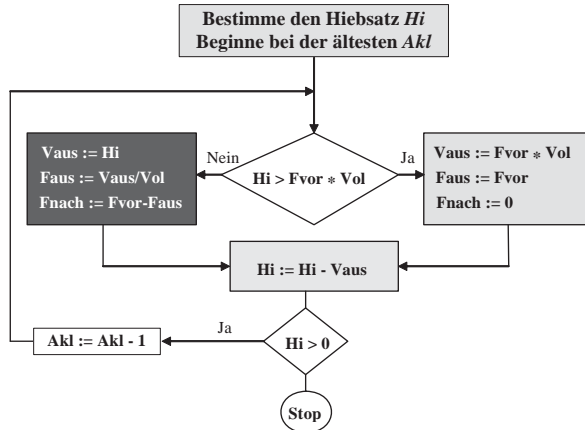 Bestimme den Hiebsatz Hi
Beginne bei der ältesten Akl
Nein
Ja
Vaus := Hi
Faus := Vaus/Vol
Fnach := Fvor-Faus
Hi > Fvor * Vol
Vaus := Fvor * Vol
Faus := Fvor
Fnach := 0
Hi := Hi - Vaus
Ja
Akl := Akl - 1
Hi > 0
Stop